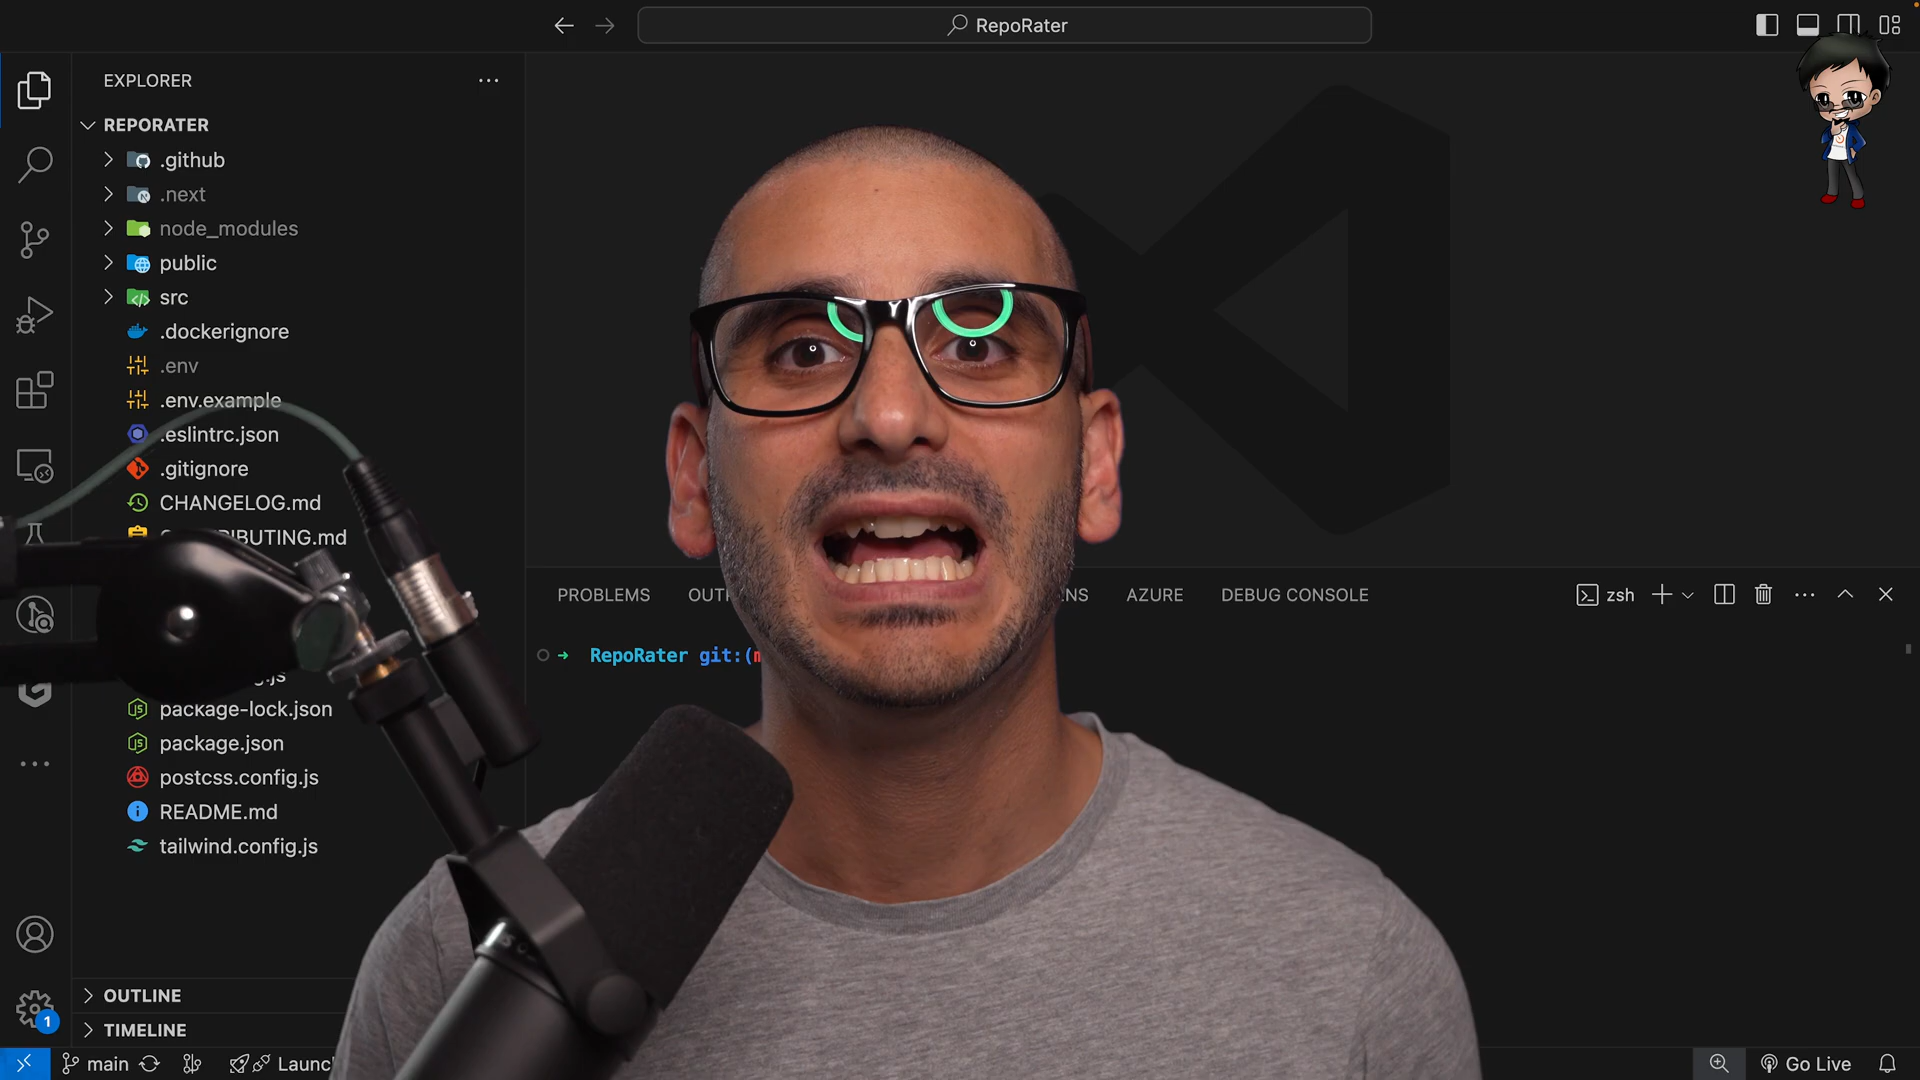 RepoRater
EXPLORER
REPORATER
.github
.next
node_modules
public
src
.dockerignore
.env
.env.example
.eslintrc.json
.gitignore
CHANGELOG.md
package-lock.json
package.json
postcss.config.js
README.md
tailwind.config.js
OUTLINE
TIMELINE
PROBLEMS
AZURE
DEBUG CONSOLE
zsh
RepoRater git:(
1
main
Go Live